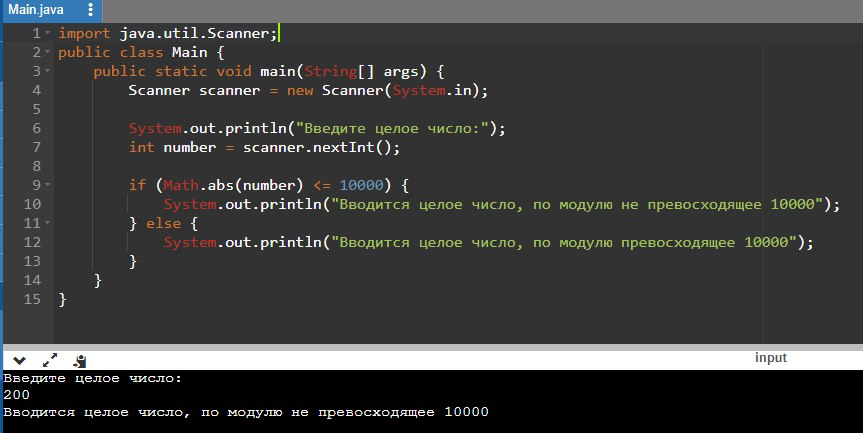 Main.java
1 import java.util.Scanner;
2 public class Main {
3 public static void main(String[] args) {
4 Scanner scanner = new Scanner(System.in);
5
6 System.out.println("Введите целое число:");
7 int number = scanner.nextInt();
8
9 if (Math.abs(number) <= 10000) {
10 System.out.println("Вводится целое число, по модулю не превосходящее 10000");
11 } else {
12 System.out.println("Вводится целое число, по модулю превосходящее 10000");
13 }
14 }
15 }
input
Введите целое число:
200
Вводится целое число, по модулю не превосходящее 10000